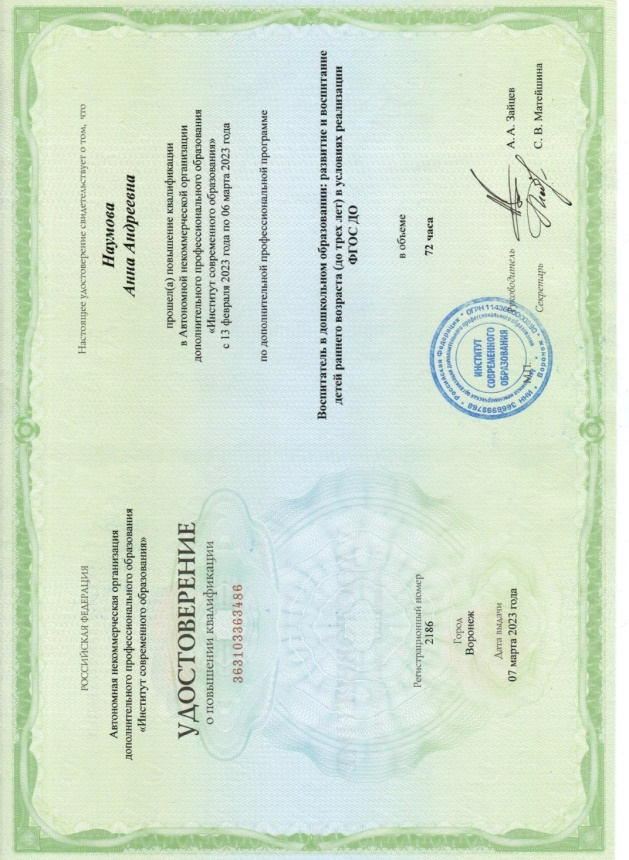 РОССИЙСКАЯ ФЕДЕРАЦИЯ
Автономная некоммерческая организация
дополнительного профессионального образования
«Институт современного образования»
УДОСТОВЕРЕНИЕ
о повышении квалификации
363103363486
Регистрационный номер
2186
Город
Воронеж
Дата выдачи
07 марта 2023 года
Настоящее удостоверение свидетельствует о том, что
Наумова
Анна Андреевна
прошел(а) повышение квалификации
в Автономной некоммерческой организации
дополнительного профессионального образования
«Институт современного образования»
с 13 февраля 2023 года по 06 марта 2023 года
по дополнительной профессиональной программе
Воспитатель в дошкольном образовании: развитие и воспитание
детей раннего возраста (до трех лет) в условиях реализации
ФГОС ДО
в объеме
72 часа
Руководитель А. А. Зайцев
Секретарь С. В. Матейшина
М.П.
Российская Федерация
г. Воронеж
ИНСТИТУТ
СОВРЕМЕННОГО
ОБРАЗОВАНИЯ